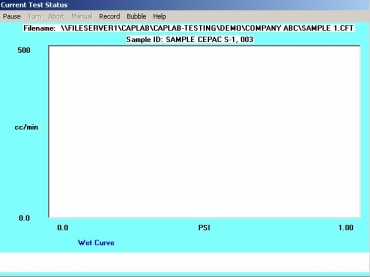 Current Test Status
Pause Turn Abort Manual Record Bubble Help
Filename: \\FILESERVER1\CAPLAB\CAPLAB-TESTING\DEMO\COMPANY ABC\SAMPLE 1.CFT
Sample ID: SAMPLE CEPAC S-1, 003
500
cc/min
0.0
0.0 PSI 1.00
Wet Curve